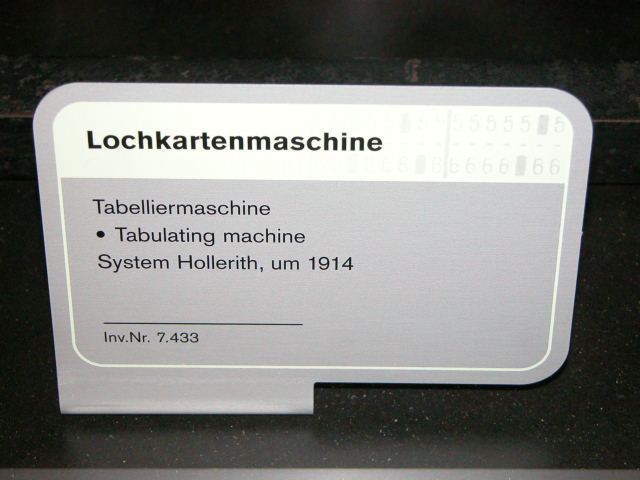 Lochkartenmaschine
Tabelliermaschine
• Tabulating machine
System Hollerith, um 1914
Inv.Nr. 7.433